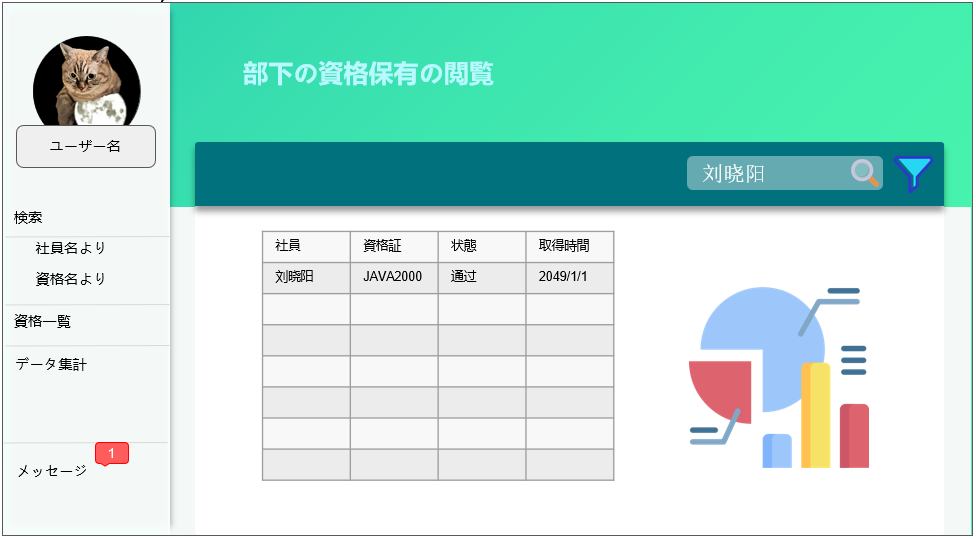 部下の資格保有の閲覧
ユーザー名
刘晓阳
検索
社員名より
資格名より
資格一覧
データ集計
1
メッセージ
社員 資格証 状態 取得時間
刘晓阳 JAVA2000 通过 2049/1/1